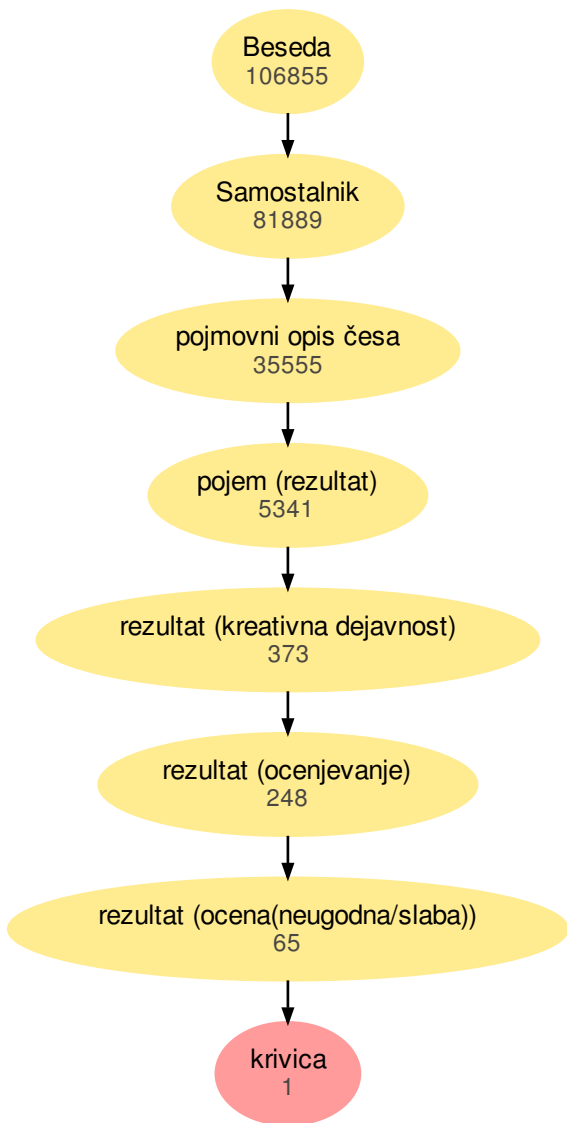 Beseda
106855
Samostalnik
81889
pojmovni opis česa
35555
pojem (rezultat)
5341
rezultat (kreativna dejavnost)
373
rezultat (ocenjevanje)
248
rezultat (ocena(neugodna/slaba))
65
krivica
1